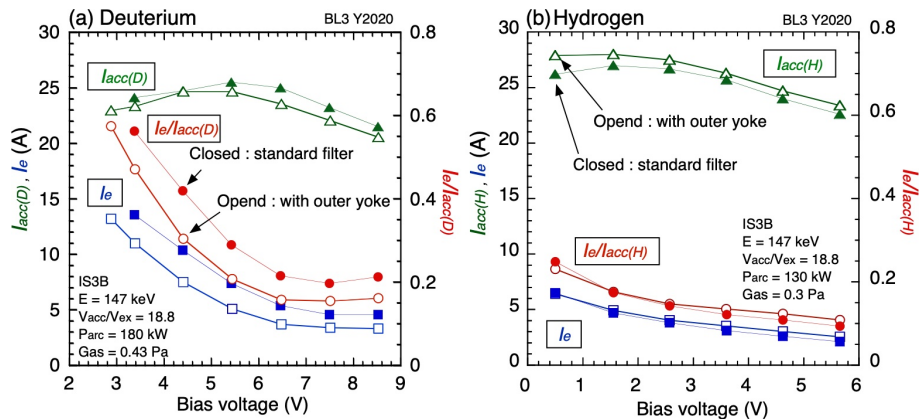 (a) Deuterium
BL3 Y2020
30
25
20
15
10
5
0
Iacc(D) , Ie (A)
0.8
0.6
0.4
0.2
0
Ie/Iacc(D)
Iacc(D)
Ie/Iacc(D)
Closed : standard filter
Ie
Opend : with outer yoke
IS3B
E = 147 keV
Vacc/Vex = 18.8
Parc = 180 kW
Gas = 0.43 Pa
2 3 4 5 6 7 8 9
Bias voltage (V)
(b) Hydrogen
BL3 Y2020
30
25
20
15
10
5
0
Iacc(H) , Ie (A)
0.8
0.6
0.4
0.2
0
Ie/Iacc(H)
Iacc(H)
Opend : with outer yoke
Closed : standard filter
IS3B
E = 147 keV
Vacc/Vex = 18.8
Parc = 130 kW
Gas = 0.3 Pa
Ie/Iacc(H)
Ie
0 1 2 3 4 5 6
Bias voltage (V)